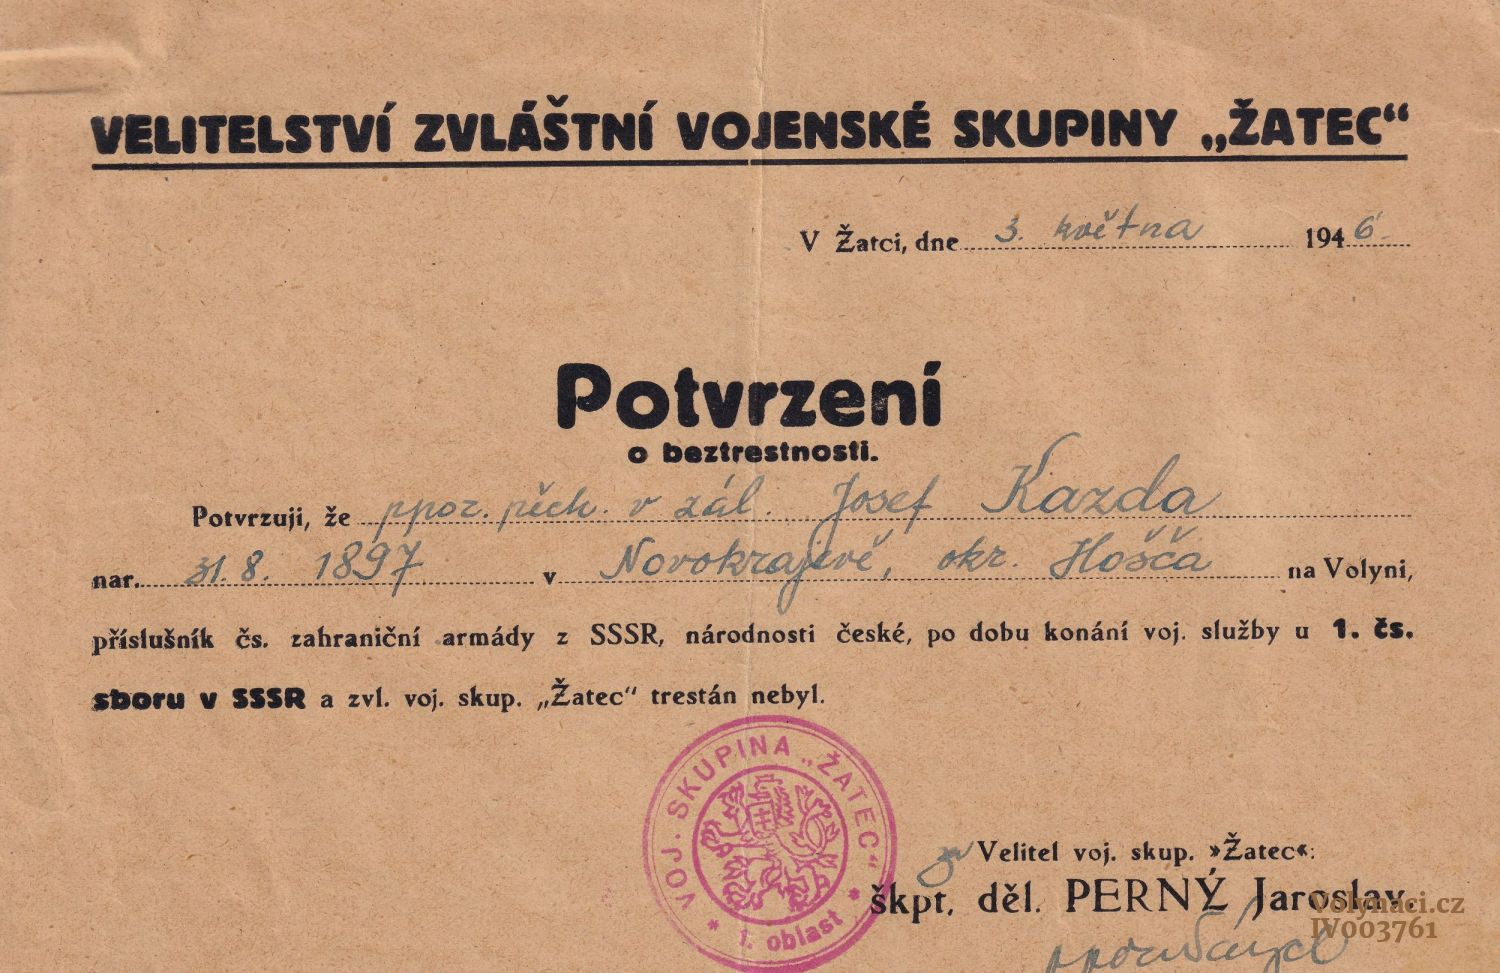 VELITELSTVÍ ZVLÁŠTNÍ VOJENSKÉ SKUPINY „ŽATEC“
V Žatci, dne 3. května 1946.
Potvrzení
o beztrestnosti.
Potvrzuji, že ppor. pěch. v zál. Josef Kazda
nar. 31. 8. 1897 v Novokrajevě, okr. Hošča na Volyni,
příslušník čs. zahraniční armády z SSSR, národnosti české, po dobu konání voj. služby u 1. čs.
sboru v SSSR a zvl. voj. skup. „Žatec“ trestán nebyl.
VOJ. SKUPINA „ŽATEC“
* 1. oblast *
za Velitel voj. skup. »Žatec«:
škpt. děl. PERNÝ Jaroslav.
Volynaci.cz
IV003761